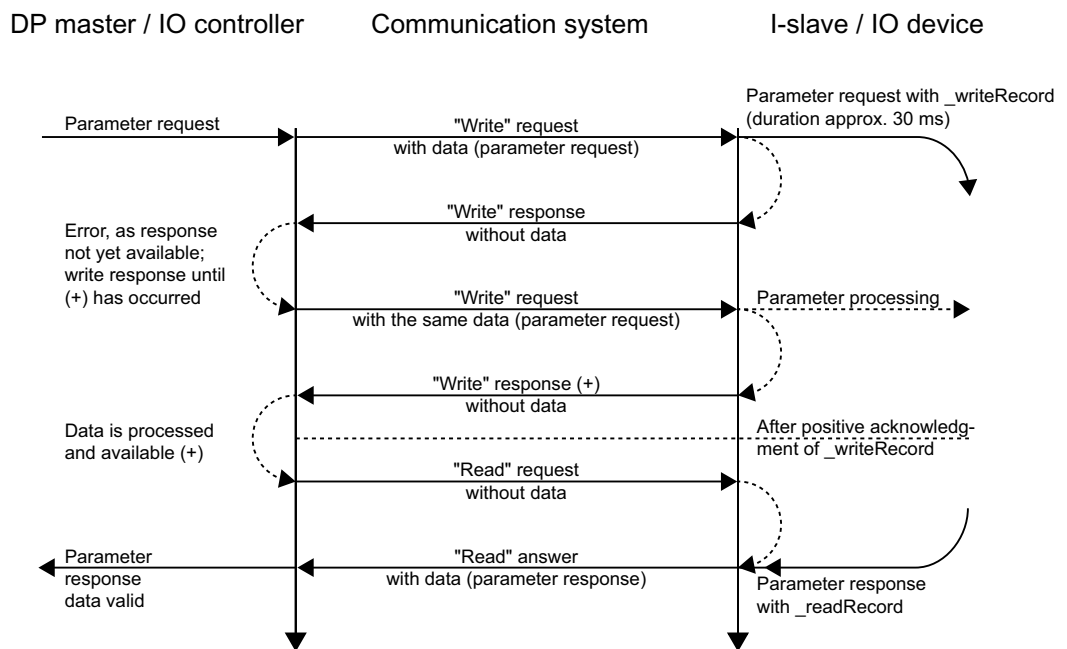 DP master / IO controller
Communication system
I-slave / IO device
Parameter request with _writeRecord
(duration approx. 30 ms)
Parameter request
"Write" request
with data (parameter request)
"Write" response
without data
Error, as response
not yet available;
write response until
(+) has occurred
"Write" request
with the same data (parameter request)
Parameter processing
"Write" response (+)
without data
Data is processed
and available (+)
After positive acknowledg-
ment of _writeRecord
"Read" request
without data
Parameter
response
data valid
"Read" answer
with data (parameter response)
Parameter response
with _readRecord